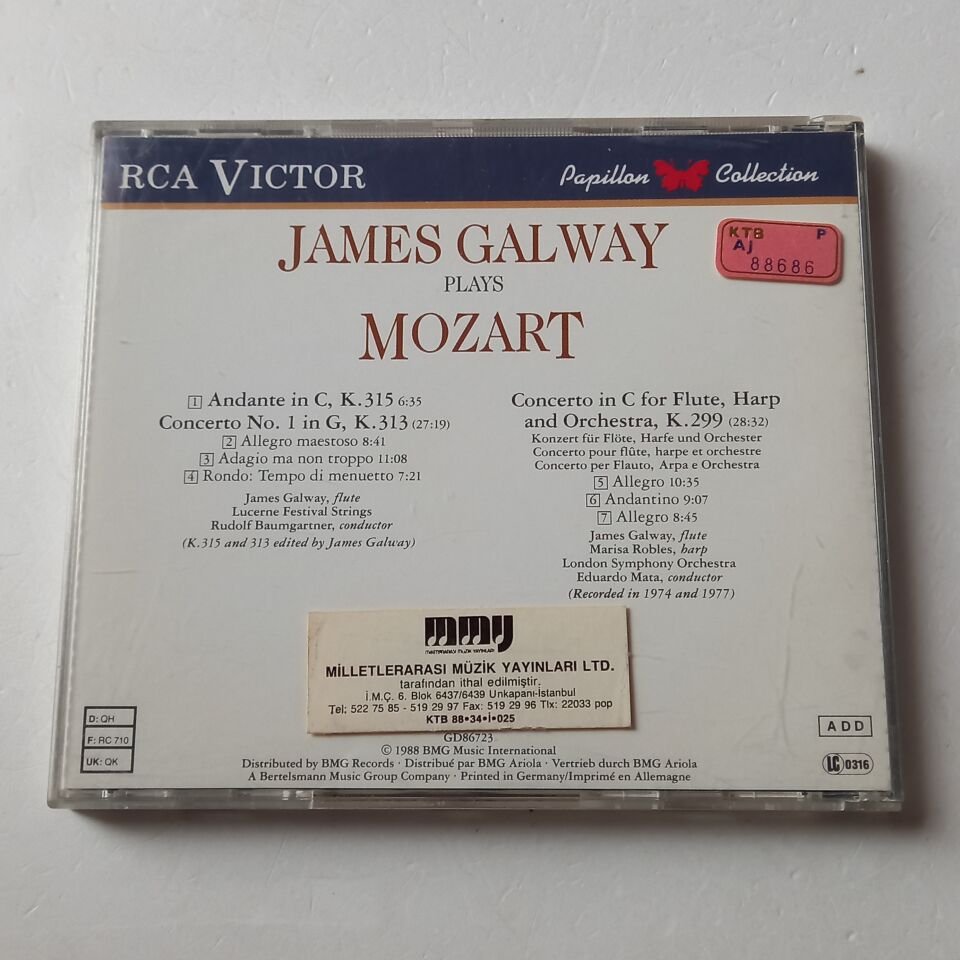 RCA VICTOR
Papillon Collection
JAMES GALWAY
PLAYS
MOZART
KTB P
AJ
88686
1 Andante in C, K.315 6:35
Concerto No. 1 in G, K.313 (27:19)
2 Allegro maestoso 8:41
3 Adagio ma non troppo 11:08
4 Rondo: Tempo di menuetto 7:21
James Galway, flute
Lucerne Festival Strings
Rudolf Baumgartner, conductor
(K.315 and 313 edited by James Galway)
Concerto in C for Flute, Harp
and Orchestra, K.299 (28:32)
Konzert für Flöte, Harfe und Orchester
Concerto pour flûte, harpe et orchestre
Concerto per Flauto, Arpa e Orchestra
5 Allegro 10:35
6 Andantino 9:07
7 Allegro 8:45
James Galway, flute
Marisa Robles, harp
London Symphony Orchestra
Eduardo Mata, conductor
(Recorded in 1974 and 1977)
mmy
MİLLETLERARASI MÜZİK YAYINLARI
MİLLETLERARASI MÜZİK YAYINLARI LTD.
tarafından ithal edilmiştir.
İ.M.Ç. 6. Blok 6437/6439 Unkapanı-İstanbul
Tel: 522 75 85 - 519 29 97 Fax: 519 29 96 Tlx: 22033 pop
KTB 88•34•İ•025
D: QH
F: RC 710
UK: QK
GD86723
© 1988 BMG Music International
Distributed by BMG Records · Distribué par BMG Ariola · Vertrieb durch BMG Ariola
A Bertelsmann Music Group Company · Printed in Germany/Imprimé en Allemagne
ADD
LC 0316